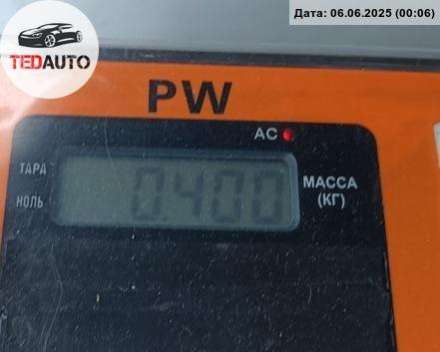 Дата: 06.06.2025 (00:06)
TEDAUTO
PW
AC
ТАРА
НОЛЬ
0.400
МАССА
(КГ)